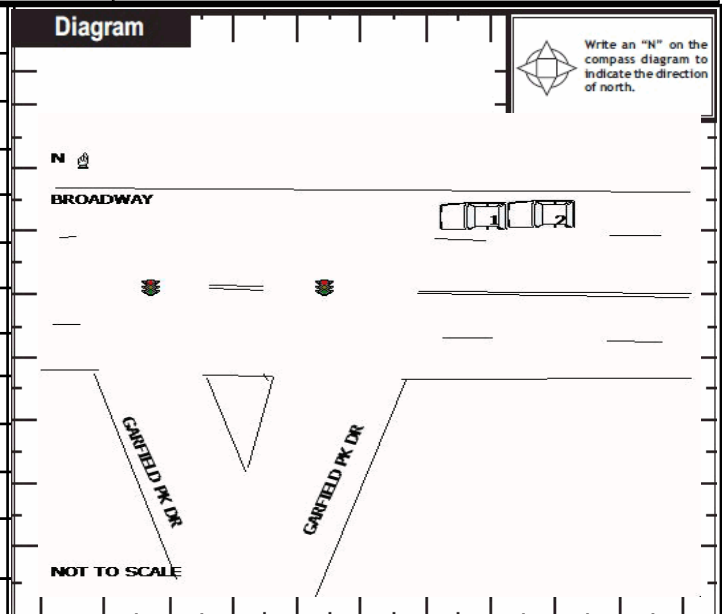 Diagram
Write an "N" on the
compass diagram to
indicate the direction
of north.
N
BROADWAY
1 2
GARFIELD PK DR
GARFIELD PK DR
NOT TO SCALE